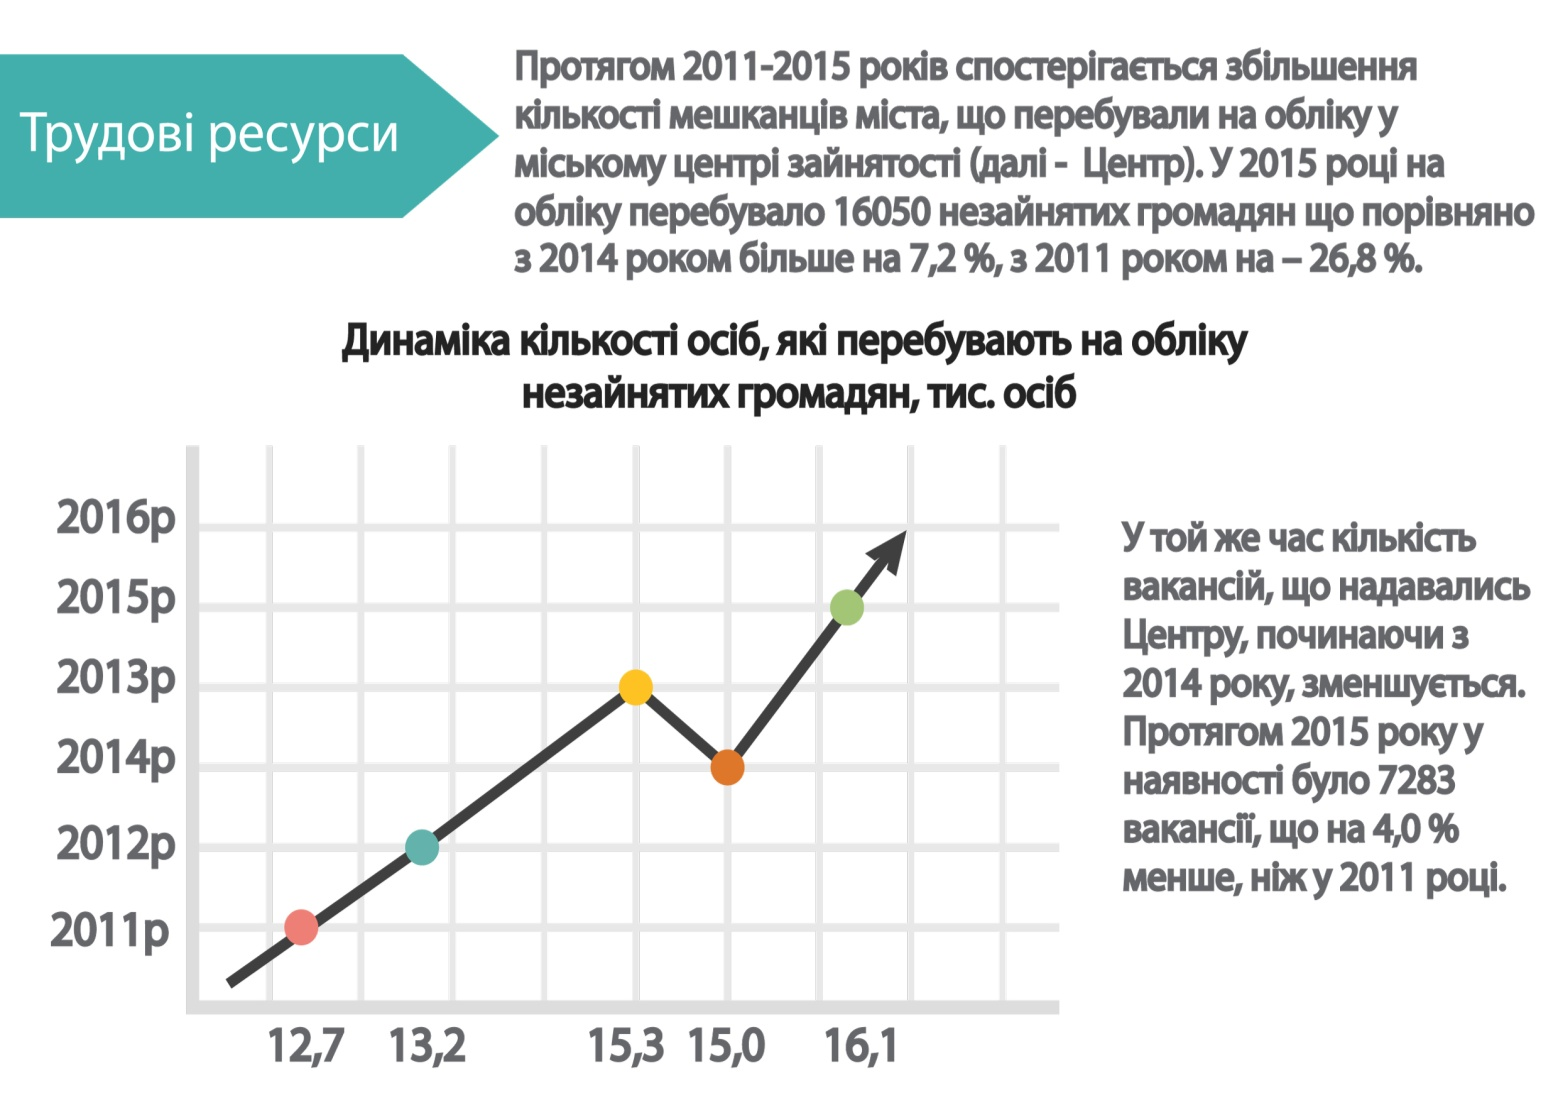 Трудові ресурси
Протягом 2011-2015 років спостерігається збільшення
кількості мешканців міста, що перебували на обліку у
міському центрі зайнятості (далі - Центр). У 2015 році на
обліку перебувало 16050 незайнятих громадян що порівняно
з 2014 роком більше на 7,2 %, з 2011 роком на – 26,8 %.
Динаміка кількості осіб, які перебувають на обліку
незайнятих громадян, тис. осіб
2016р
2015р
2013р
2014р
2012р
2011р
12,7 13,2 15,3 15,0 16,1
У той же час кількість
вакансій, що надавались
Центру, починаючи з
2014 року, зменшується.
Протягом 2015 року у
наявності було 7283
вакансії, що на 4,0 %
менше, ніж у 2011 році.